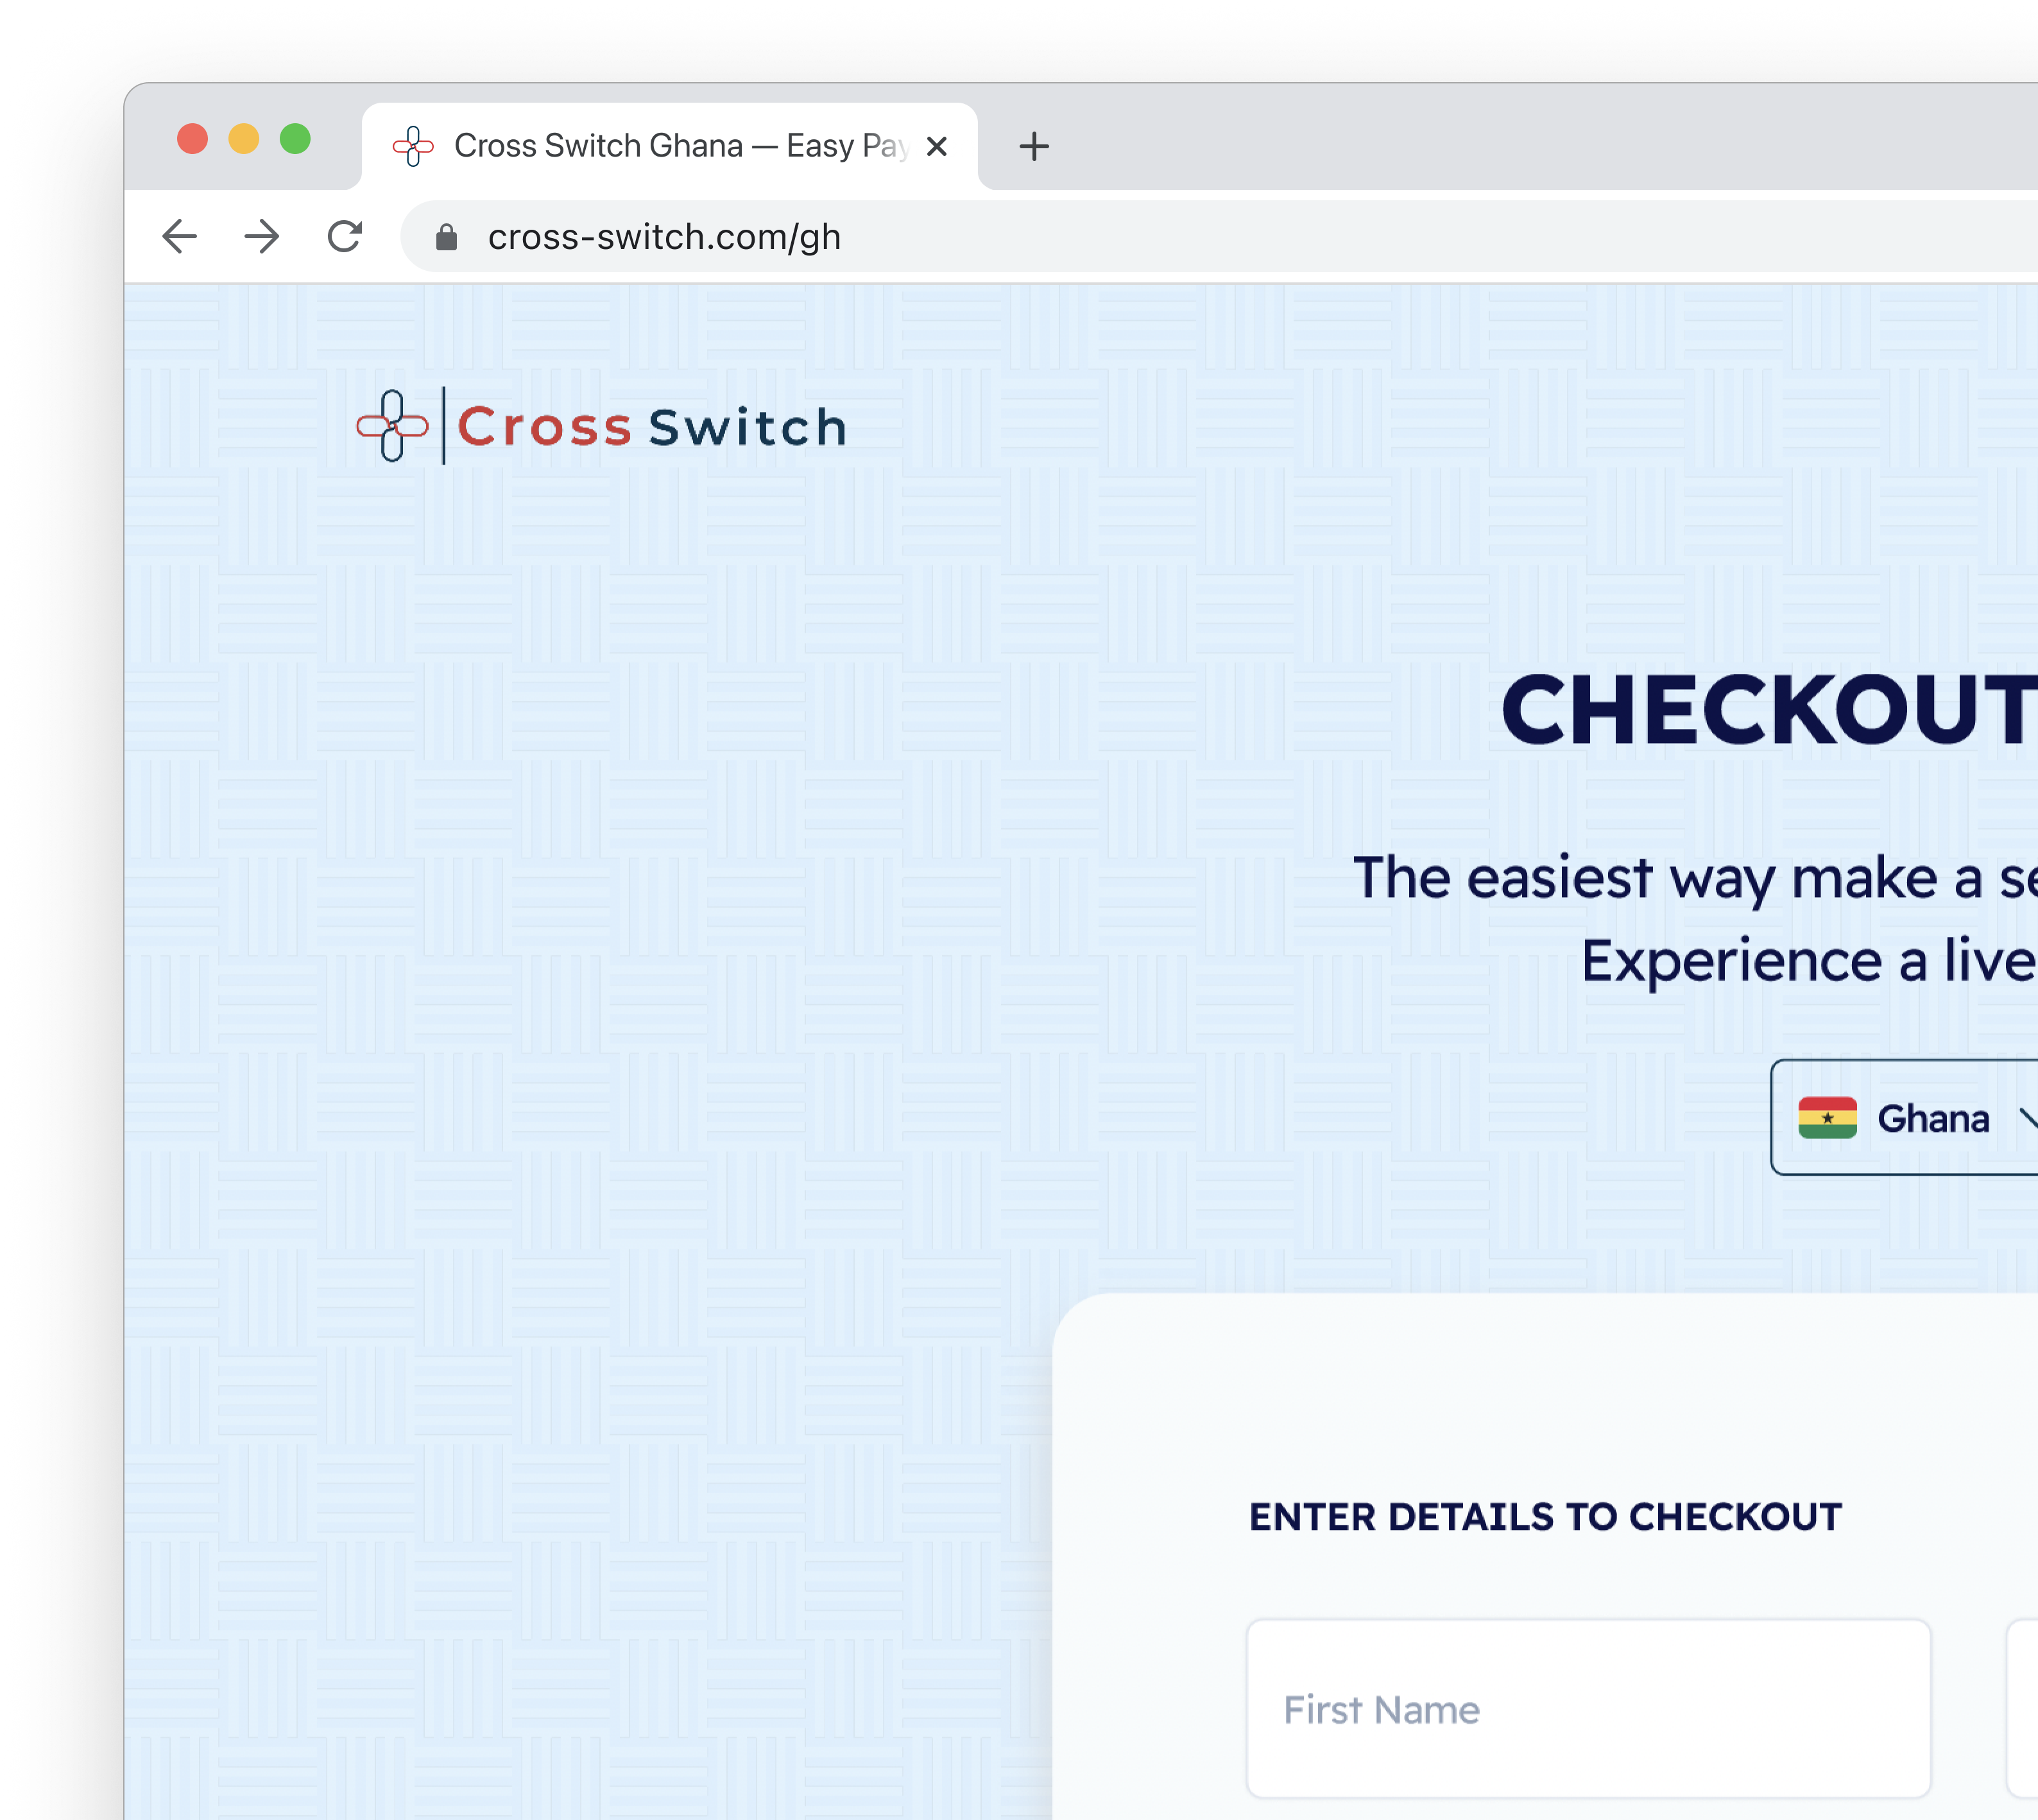 Cross Switch Ghana — Easy Pay
cross-switch.com/gh
Cross Switch
CHECKOUT
The easiest way make a se
Experience a live
Ghana
ENTER DETAILS TO CHECKOUT
First Name